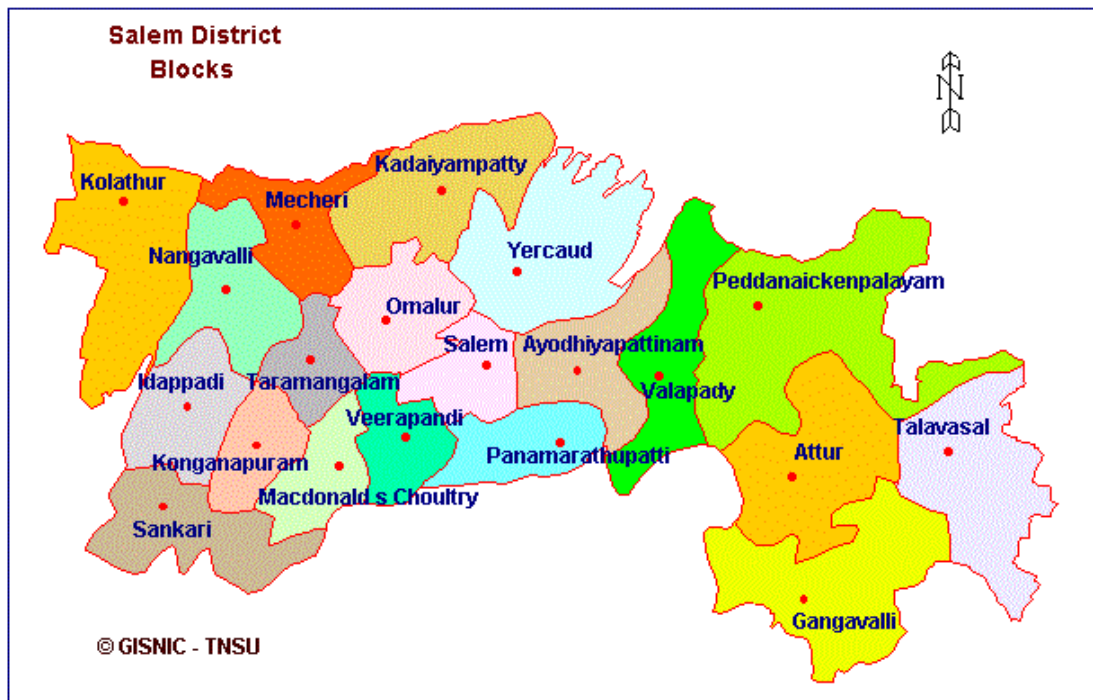 Salem District
Blocks
N
Kadaiyampatty
Kolathur
Mecheri
Nangavalli
Yercaud
Peddanaickenpalayam
Omalur
Salem
Ayodhiyapattinam
Idappadi
Taramangalam
Valapady
Veerapandi
Talavasal
Konganapuram
Panamarathupatti
Attur
Macdonald s Choultry
Sankari
Gangavalli
© GISNIC - TNSU